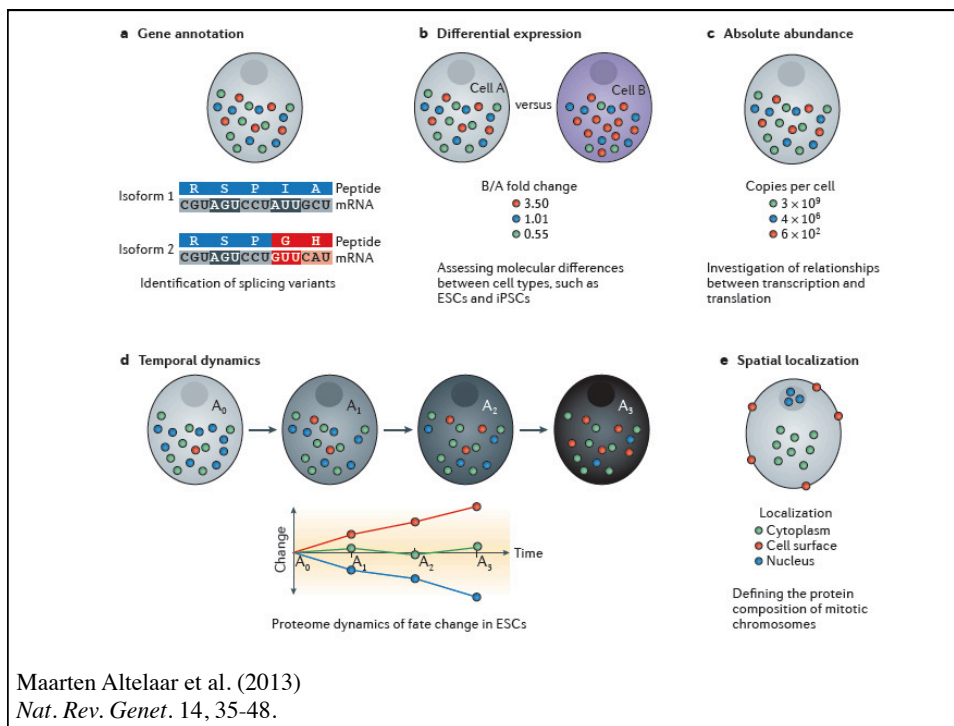 a Gene annotation
Isoform 1
R S P I A Peptide
CGUAGUCCUAUUGCU mRNA
Isoform 2
R S P G H Peptide
CGUAGUCCUGUUCAU mRNA
Identification of splicing variants
b Differential expression
Cell A
versus
Cell B
B/A fold change
3.50
1.01
0.55
Assessing molecular differences
between cell types, such as
ESCs and iPSCs
c Absolute abundance
Copies per cell
3 × 10⁹
4 × 10⁶
6 × 10²
Investigation of relationships
between transcription and
translation
d Temporal dynamics
A₀
A₁
A₂
A₃
Change
Time
A₀
A₁
A₂
A₃
Proteome dynamics of fate change in ESCs
e Spatial localization
Localization
Cytoplasm
Cell surface
Nucleus
Defining the protein
composition of mitotic
chromosomes
Maarten Altelaar et al. (2013)
Nat. Rev. Genet. 14, 35-48.